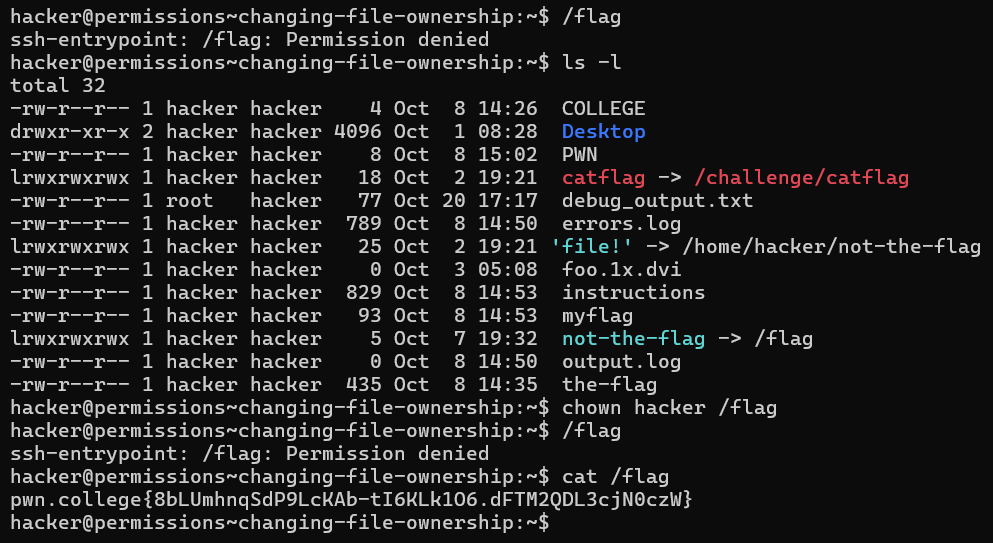 hacker@permissions~changing-file-ownership:~$ /flag
ssh-entrypoint: /flag: Permission denied
hacker@permissions~changing-file-ownership:~$ ls -l
total 32
-rw-r--r-- 1 hacker hacker    4 Oct  8 14:26  COLLEGE
drwxr-xr-x 2 hacker hacker 4096 Oct  1 08:28  Desktop
-rw-r--r-- 1 hacker hacker    8 Oct  8 15:02  PWN
lrwxrwxrwx 1 hacker hacker   18 Oct  2 19:21  catflag -> /challenge/catflag
-rw-r--r-- 1 root   hacker   77 Oct 20 17:17  debug_output.txt
-rw-r--r-- 1 hacker hacker  789 Oct  8 14:50  errors.log
lrwxrwxrwx 1 hacker hacker   25 Oct  2 19:21 'file!' -> /home/hacker/not-the-flag
-rw-r--r-- 1 hacker hacker    0 Oct  3 05:08  foo.1x.dvi
-rw-r--r-- 1 hacker hacker  829 Oct  8 14:53  instructions
-rw-r--r-- 1 hacker hacker   93 Oct  8 14:53  myflag
lrwxrwxrwx 1 hacker hacker    5 Oct  7 19:32  not-the-flag -> /flag
-rw-r--r-- 1 hacker hacker    0 Oct  8 14:50  output.log
-rw-r--r-- 1 hacker hacker  435 Oct  8 14:35  the-flag
hacker@permissions~changing-file-ownership:~$ chown hacker /flag
hacker@permissions~changing-file-ownership:~$ /flag
ssh-entrypoint: /flag: Permission denied
hacker@permissions~changing-file-ownership:~$ cat /flag
pwn.college{8bLUmhnqSdP9LcKAb-tI6KLk1O6.dFTM2QDL3cjN0czW}
hacker@permissions~changing-file-ownership:~$